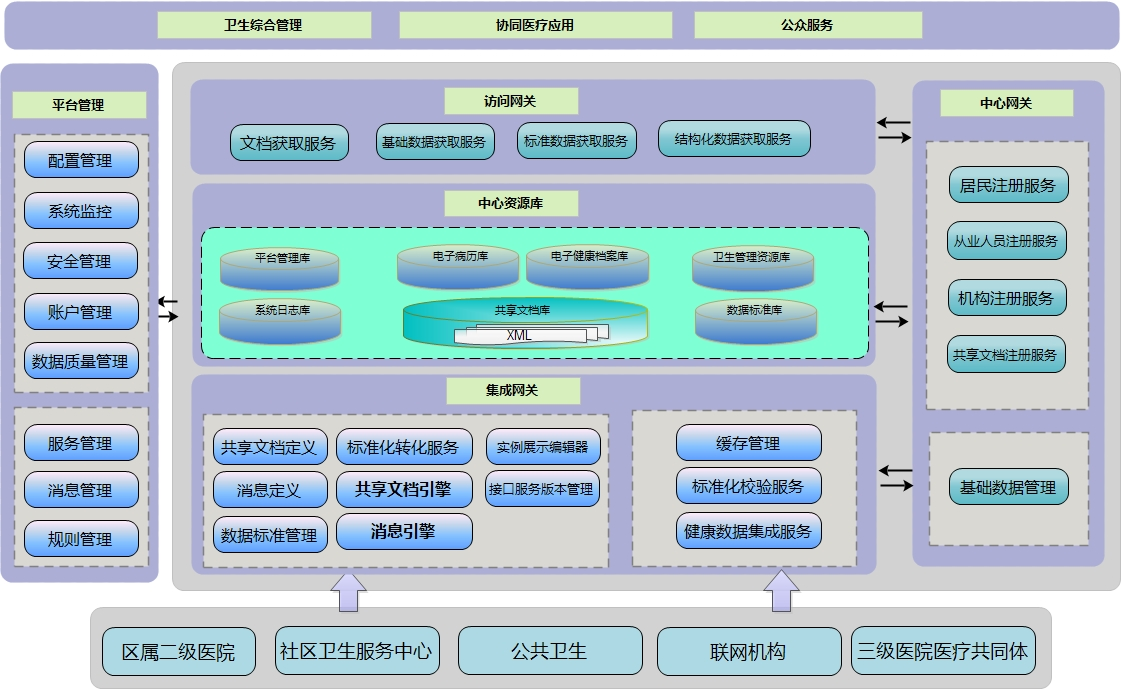 卫生综合管理
协同医疗应用
公众服务
平台管理
配置管理
系统监控
安全管理
账户管理
数据质量管理
服务管理
消息管理
规则管理
访问网关
文档获取服务
基础数据获取服务
标准数据获取服务
结构化数据获取服务
中心资源库
平台管理库
电子病历库
电子健康档案库
卫生管理资源库
系统日志库
共享文档库
XML
数据标准库
集成网关
共享文档定义
标准化转化服务
实例展示编辑器
消息定义
共享文档引擎
接口服务版本管理
数据标准管理
消息引擎
缓存管理
标准化校验服务
健康数据集成服务
中心网关
居民注册服务
从业人员注册服务
机构注册服务
共享文档注册服务
基础数据管理
区属二级医院
社区卫生服务中心
公共卫生
联网机构
三级医院医疗共同体